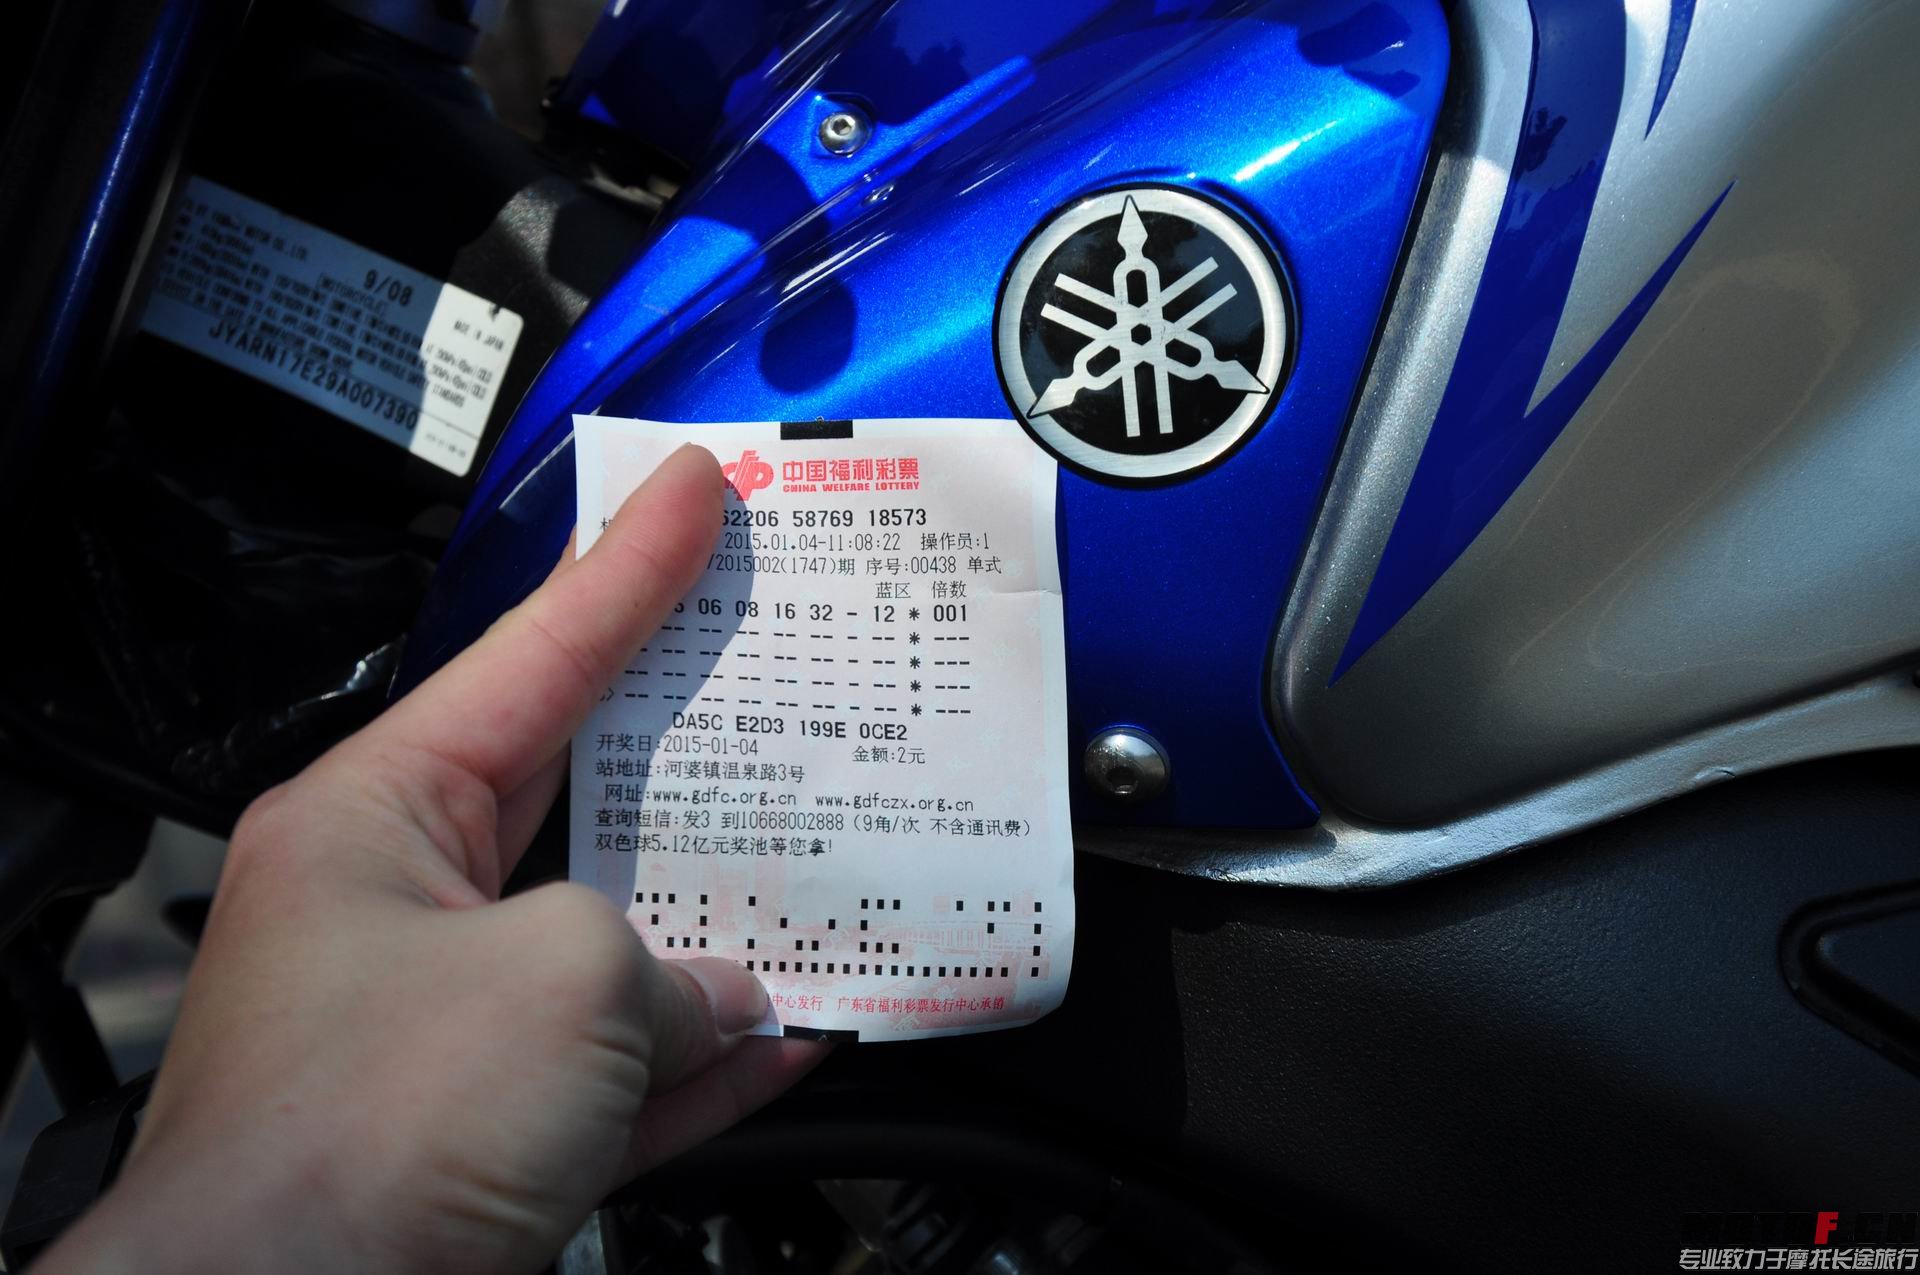 9/08
[MOTORCYCLE]
MADE IN JAPAN
JYARN17E29A007390
中国福利彩票
CHINA WELFARE LOTTERY
62206 58769 18573
2015.01.04-11:08:22 操作员:1
/2015002(1747)期 序号:00438 单式
蓝区 倍数
06 08 16 32 - 12 * 001
-- -- -- -- -- - -- * ---
-- -- -- -- -- - -- * ---
-- -- -- -- -- - -- * ---
> -- -- -- -- -- -- - -- * ---
DA5C E2D3 199E 0CE2
开奖日:2015-01-04 金额:2元
站地址:河婆镇温泉路3号
网址:www.gdfc.org.cn www.gdfczx.org.cn
查询短信:发3 到10668002888(9角/次 不含通讯费)
双色球5.12亿元奖池等您拿!
中心发行 广东省福利彩票发行中心承销
MOTOF.CN
专业致力于摩托长途旅行